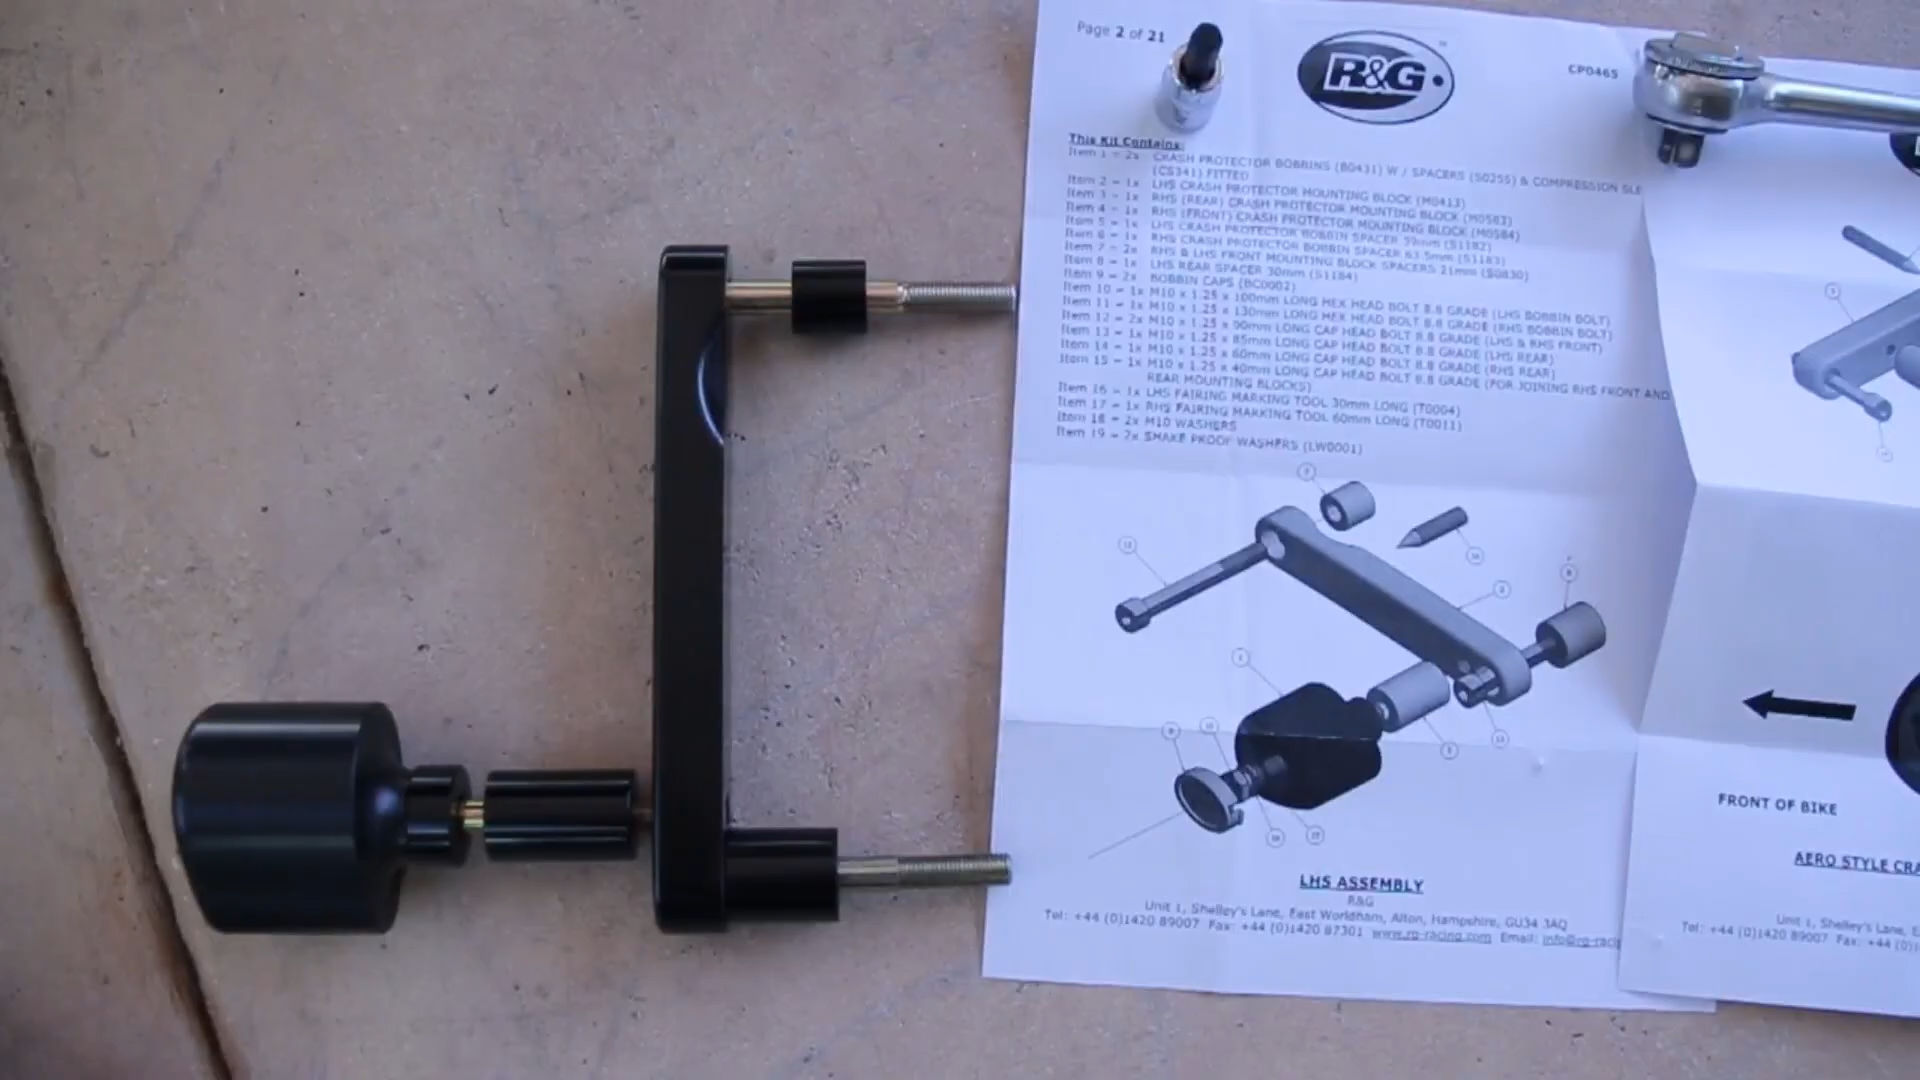 Page 2 of 21
R&G
CP0465
This Kit Contains:
Item 1 - 2x CRASH PROTECTOR BOBBINS (B0431) W / SPACERS (S0255) & COMPRESSION SLE
(CS341) FITTED
Item 2 - 1x LHS CRASH PROTECTOR MOUNTING BLOCK (M0413)
Item 3 - 1x RHS (REAR) CRASH PROTECTOR MOUNTING BLOCK (M0583)
Item 4 - 1x RHS (FRONT) CRASH PROTECTOR MOUNTING BLOCK (M0584)
Item 5 - 1x LHS CRASH PROTECTOR BOBBIN SPACER 39mm (S1182)
Item 6 - 1x RHS CRASH PROTECTOR BOBBIN SPACER 63.5mm (S1183)
Item 7 - 2x RHS & LHS FRONT MOUNTING BLOCK SPACERS 21mm (S0830)
Item 8 - 1x LHS REAR SPACER 30mm (S1184)
Item 9 - 2x BOBBIN CAPS (BC0002)
Item 10 - 1x M10 x 1.25 x 100mm LONG HEX HEAD BOLT 8.8 GRADE (LHS BOBBIN BOLT)
Item 11 - 1x M10 x 1.25 x 130mm LONG HEX HEAD BOLT 8.8 GRADE (RHS BOBBIN BOLT)
Item 12 - 2x M10 x 1.25 x 90mm LONG CAP HEAD BOLT 8.8 GRADE (LHS & RHS FRONT)
Item 13 - 1x M10 x 1.25 x 85mm LONG CAP HEAD BOLT 8.8 GRADE (LHS REAR)
Item 14 - 1x M10 x 1.25 x 60mm LONG CAP HEAD BOLT 8.8 GRADE (RHS REAR)
Item 15 - 1x M10 x 1.25 x 40mm LONG CAP HEAD BOLT 8.8 GRADE (FOR JOINING RHS FRONT AND
REAR MOUNTING BLOCKS)
Item 16 - 1x LHS FAIRING MARKING TOOL 30mm LONG (T0004)
Item 17 - 1x RHS FAIRING MARKING TOOL 60mm LONG (T0011)
Item 18 - 2x M10 WASHERS
Item 19 - 2x SHAKE PROOF WASHERS (LW0001)
LHS ASSEMBLY
R&G
Unit 1, Shelley's Lane, East Worldham, Alton, Hampshire, GU34 3AQ
Tel: +44 (0)1420 89007 Fax: +44 (0)1420 87301 www.rg-racing.com Email: info@rg-racin
FRONT OF BIKE
AERO STYLE CRA
Unit 1, Shelley's Lane, E
Tel: +44 (0)1420 89007 Fax: +44 (0)1